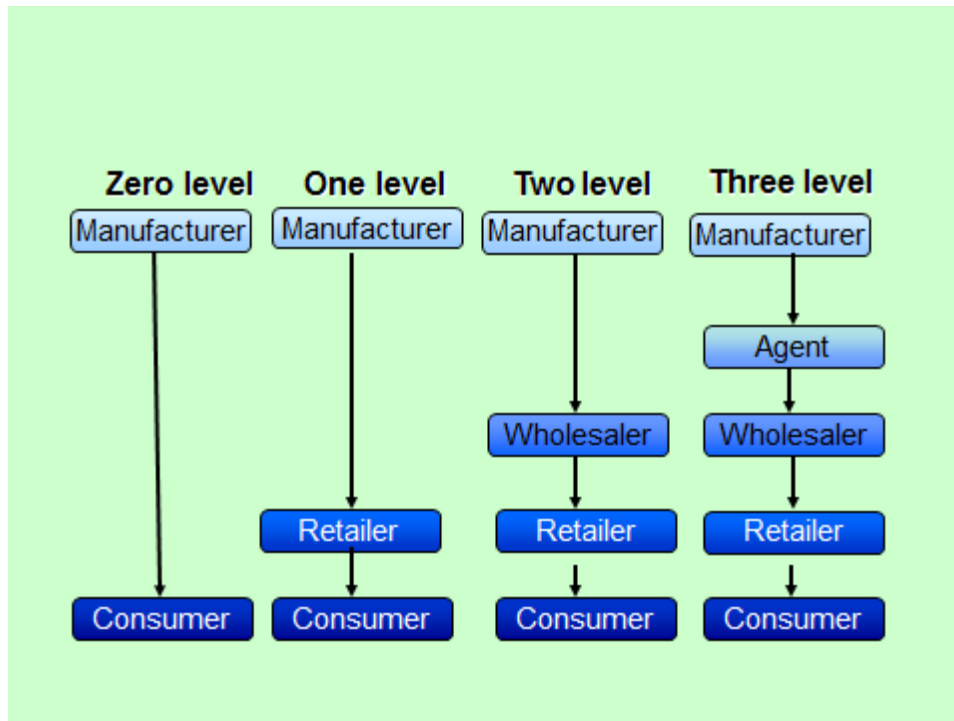 Zero level
One level
Two level
Three level
Manufacturer
Manufacturer
Manufacturer
Manufacturer
Agent
Wholesaler
Wholesaler
Retailer
Retailer
Retailer
Consumer
Consumer
Consumer
Consumer